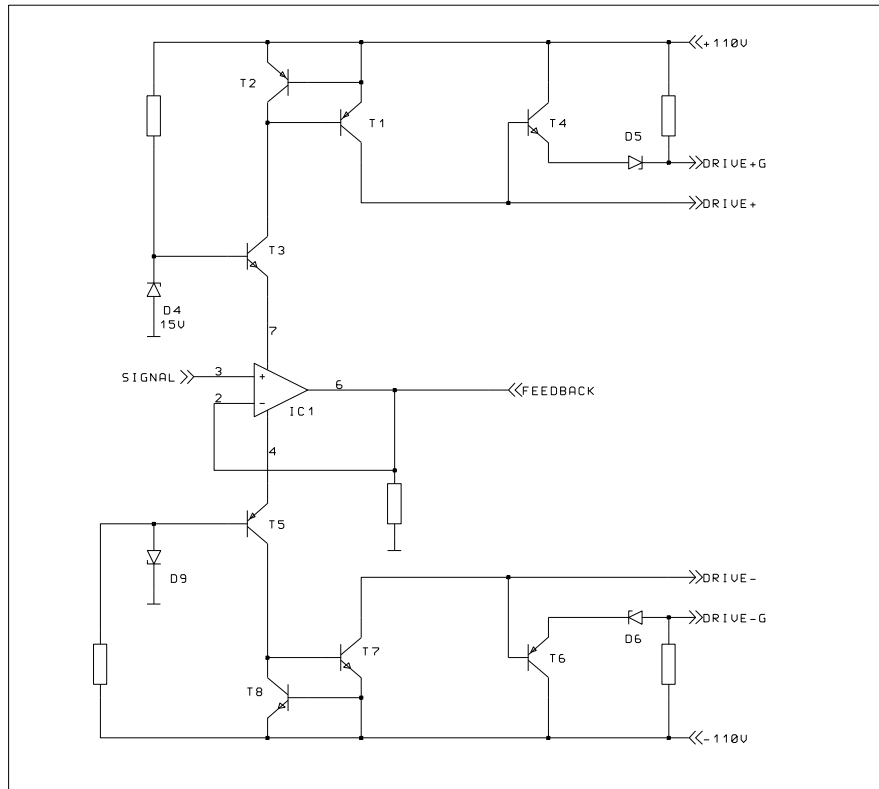 +110V
T2
T1
T4
D5
DRIVE+G
DRIVE+
T3
D4
15V
7
SIGNAL
3
+
6
FEEDBACK
2
-
IC1
4
T5
D9
DRIVE-
DRIVE-G
D6
T7
T6
T8
-110V